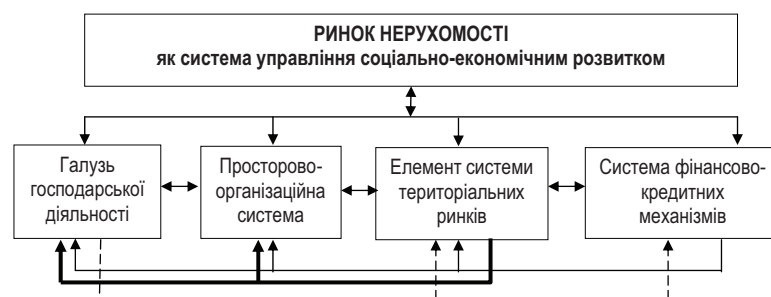 РИНОК НЕРУХОМОСТІ
як система управління соціально-економічним розвитком
Галузь
господарської
діяльності
Просторово-
організаційна
система
Елемент системи
територіальних
ринків
Система фінансово-
кредитних
механізмів